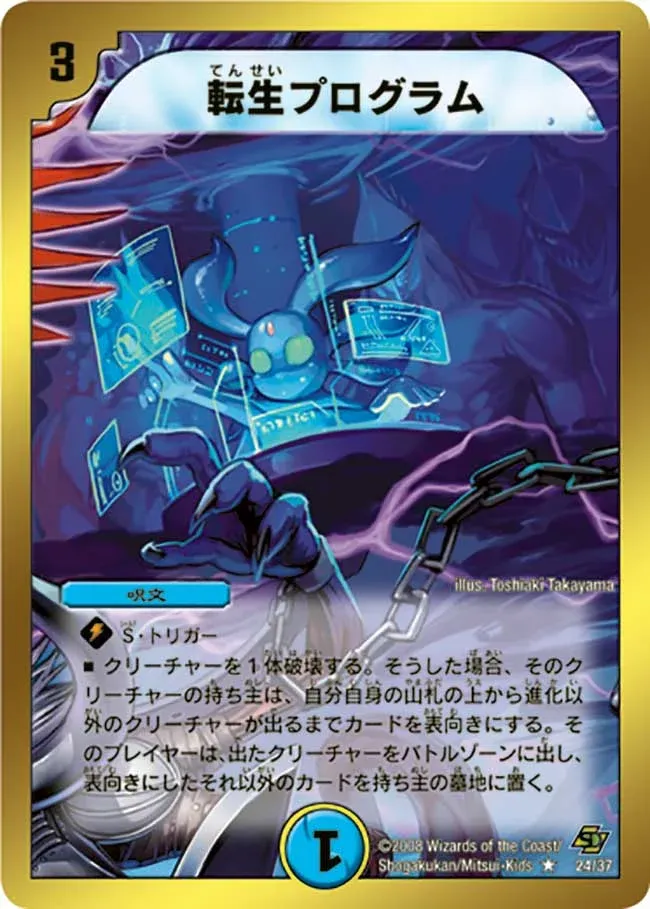 3
てんせい
転生プログラム
illus. Toshiaki Takayama
呪文
S・トリガー
■ クリーチャーを1体破壊する。そうした場合、そのク
リーチャーの持ち主は、自分自身の山札の上から進化以
外のクリーチャーが出るまでカードを表向きにする。そ
のプレイヤーは、出たクリーチャーをバトルゾーンに出し、
表向きにしたそれ以外のカードを持ち主の墓地に置く。
1
©2008 Wizards of the Coast/
Shogakukan/Mitsui-Kids ★ 24/37